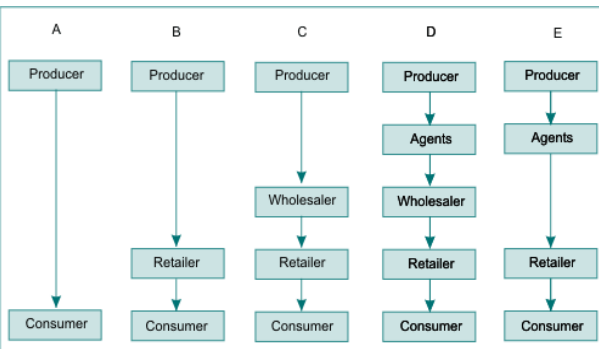 A B C D E
Producer Producer Producer Producer Producer
Agents Agents
Wholesaler Wholesaler
Retailer Retailer Retailer Retailer
Consumer Consumer Consumer Consumer Consumer